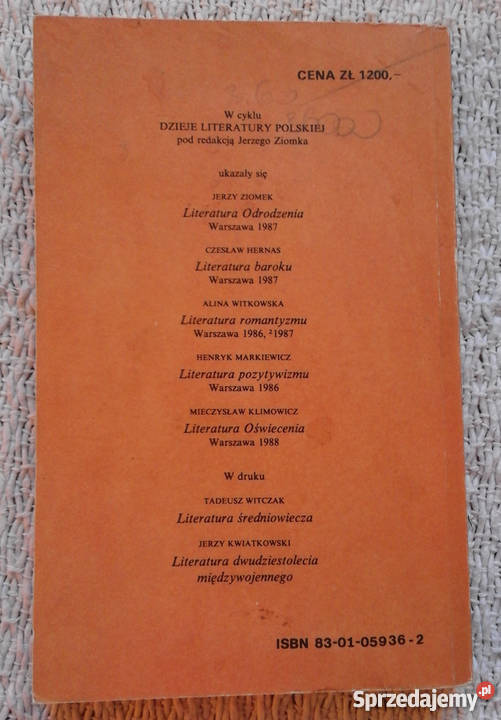 CENA ZŁ 1200,–
W cyklu
DZIEJE LITERATURY POLSKIEJ
pod redakcją Jerzego Ziomka
ukazały się
JERZY ZIOMEK
Literatura Odrodzenia
Warszawa 1987
CZESŁAW HERNAS
Literatura baroku
Warszawa 1987
ALINA WITKOWSKA
Literatura romantyzmu
Warszawa 1986, ²1987
HENRYK MARKIEWICZ
Literatura pozytywizmu
Warszawa 1986
MIECZYSŁAW KLIMOWICZ
Literatura Oświecenia
Warszawa 1988
W druku
TADEUSZ WITCZAK
Literatura średniowiecza
JERZY KWIATKOWSKI
Literatura dwudziestolecia
międzywojennego
ISBN 83-01-05936-2
Sprzedajemy.pl